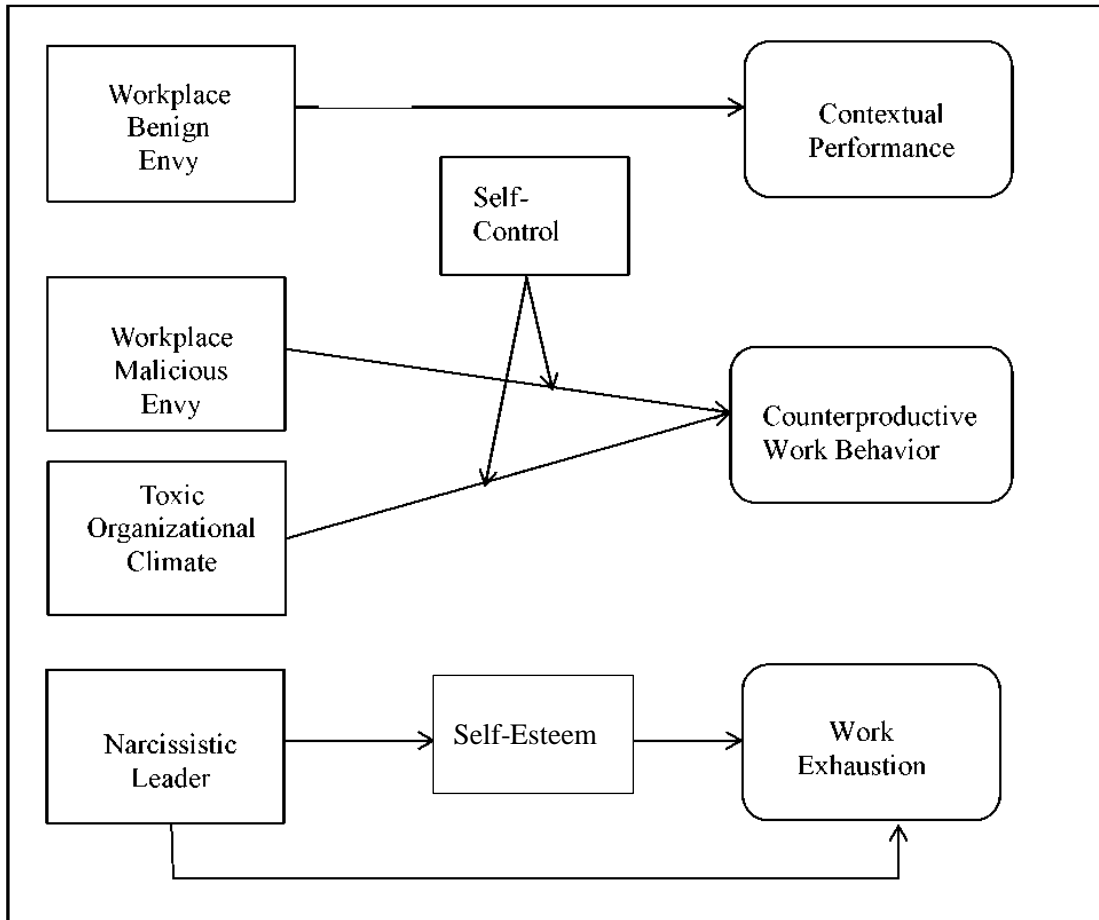 Workplace
Benign
Envy
Contextual
Performance
Self-
Control
Workplace
Malicious
Envy
Counterproductive
Work Behavior
Toxic
Organizational
Climate
Narcissistic
Leader
Self-Esteem
Work
Exhaustion